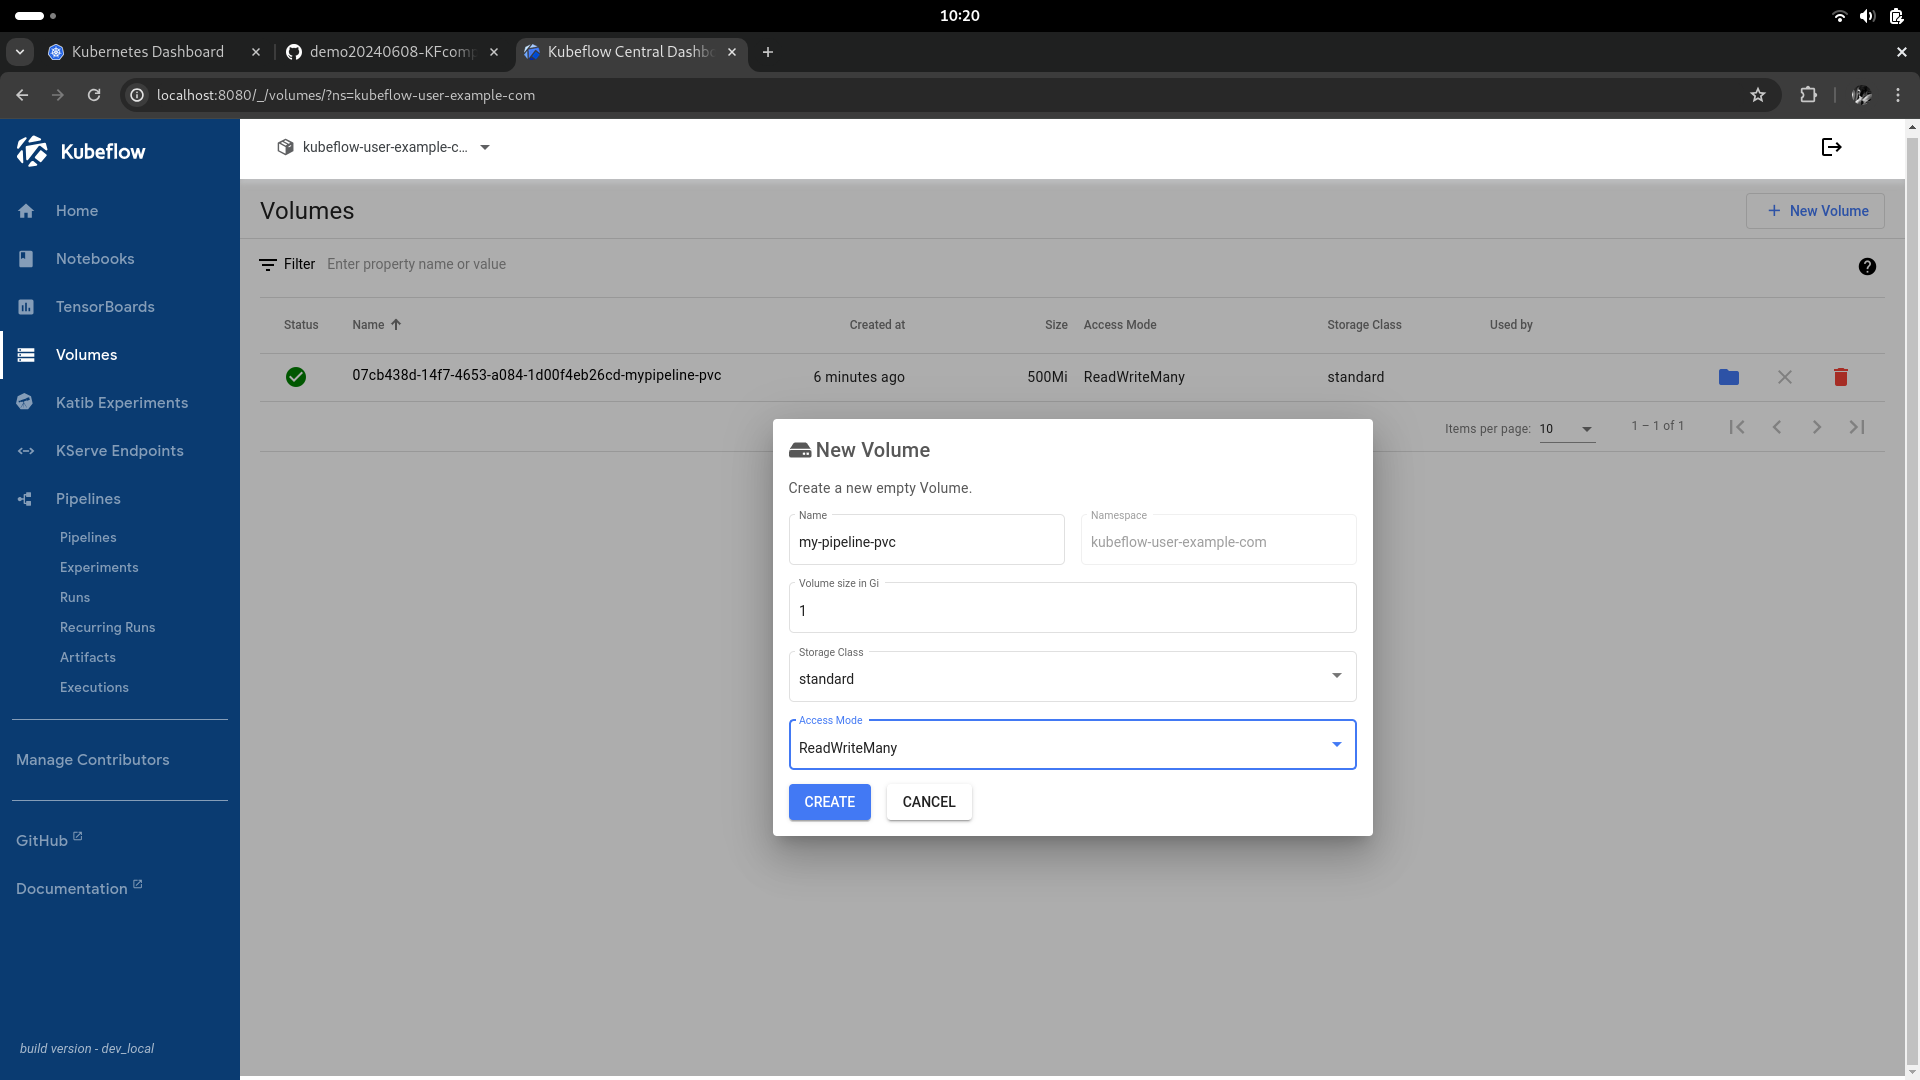 10:20
Kubernetes Dashboard
demo20240608-KFcomp
Kubeflow Central Dashbo
localhost:8080/_/volumes/?ns=kubeflow-user-example-com
Kubeflow
kubeflow-user-example-c...
Home
Notebooks
TensorBoards
Volumes
Katib Experiments
KServe Endpoints
Pipelines
Pipelines
Experiments
Runs
Recurring Runs
Artifacts
Executions
Manage Contributors
GitHub
Documentation
build version - dev_local
Volumes
+ New Volume
Filter Enter property name or value
Status Name Created at Size Access Mode Storage Class Used by
07cb438d-14f7-4653-a084-1d00f4eb26cd-mypipeline-pvc 6 minutes ago 500Mi ReadWriteMany standard
Items per page: 10 1 – 1 of 1
New Volume
Create a new empty Volume.
Name
my-pipeline-pvc
Namespace
kubeflow-user-example-com
Volume size in Gi
1
Storage Class
standard
Access Mode
ReadWriteMany
CREATE CANCEL